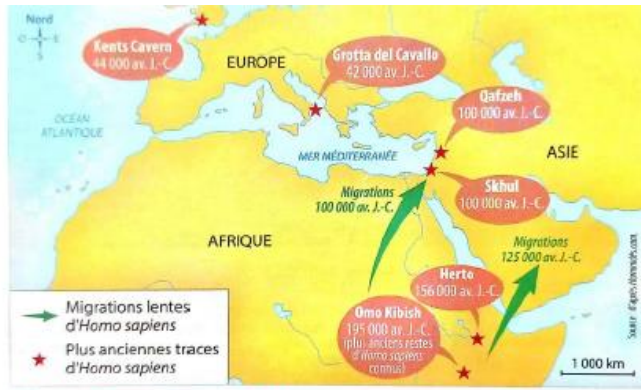 Nord
O
E
S
Kents Cavern
44 000 av. J.-C.
EUROPE
Grotta del Cavallo
42 000 av. J.-C.
Qafzeh
100 000 av. J.-C.
OCÉAN
ATLANTIQUE
MER MÉDITERRANÉE
ASIE
Skhul
100 000 av. J.-C.
Migrations
100 000 av. J.-C.
AFRIQUE
Migrations
125 000 av. J.-C.
Herto
156 000 av. J.-C.
Omo Kibish
195 000 av. J.-C.
(plus anciens restes
d'Homo sapiens
connus)
Migrations lentes
d'Homo sapiens
Plus anciennes traces
d'Homo sapiens
1 000 km
Source : d'après